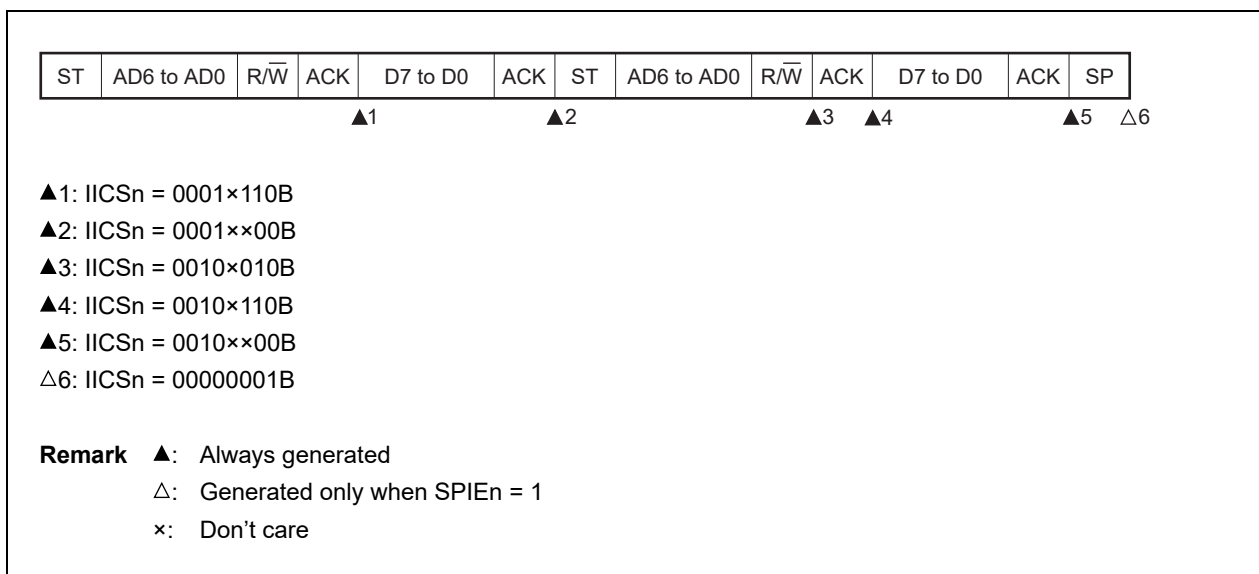 ST AD6 to AD0 R/W̅ ACK D7 to D0 ACK ST AD6 to AD0 R/W̅ ACK D7 to D0 ACK SP
▲1 ▲2 ▲3 ▲4 ▲5 △6
▲1: IICSn = 0001×110B
▲2: IICSn = 0001××00B
▲3: IICSn = 0010×010B
▲4: IICSn = 0010×110B
▲5: IICSn = 0010××00B
△6: IICSn = 00000001B
Remark ▲: Always generated
△: Generated only when SPIEn = 1
×: Don’t care